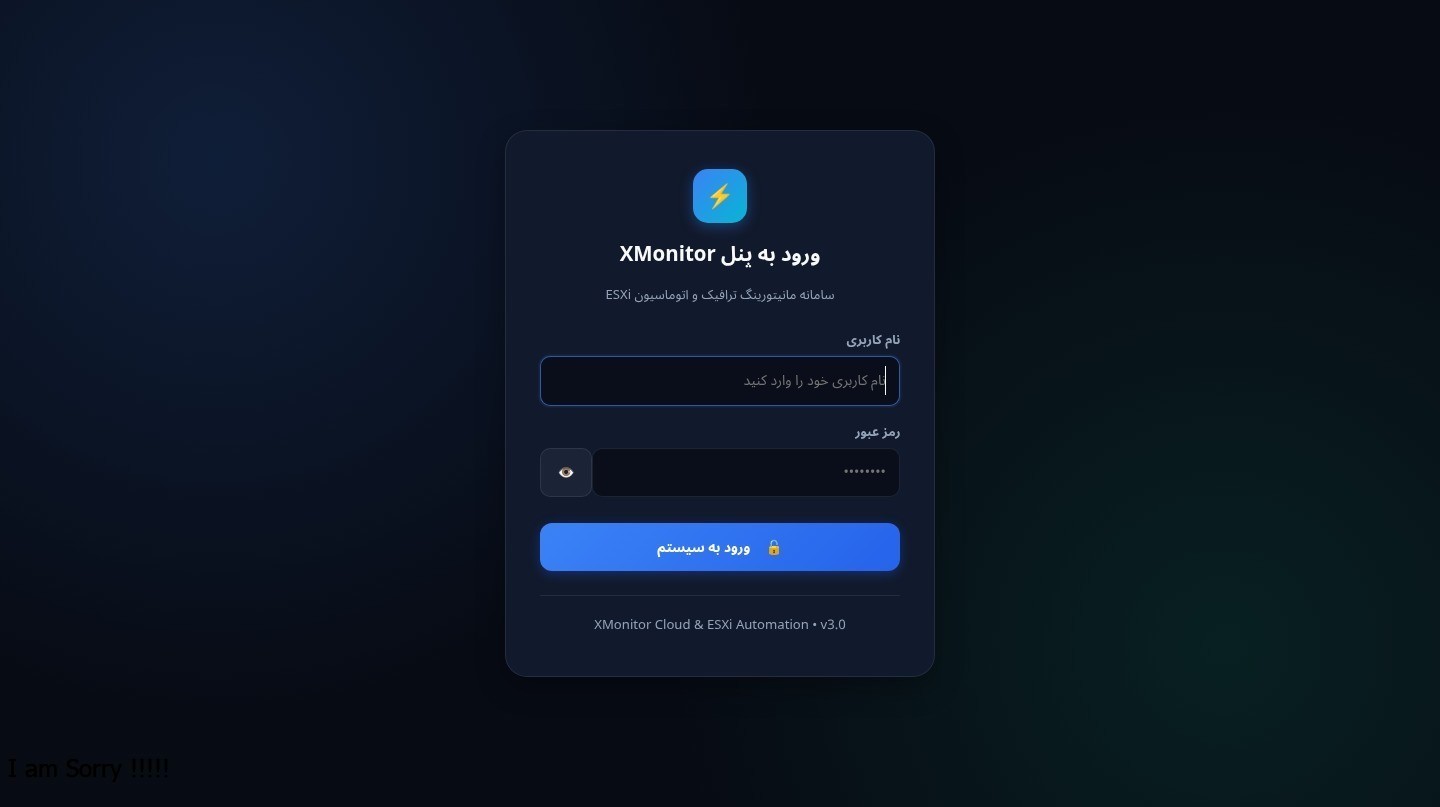 ورود به پنل XMonitor
سامانه مانیتورینگ ترافیک و اتوماسیون ESXi
نام کاربری
نام کاربری خود را وارد کنید
رمز عبور
••••••••
ورود به سیستم
XMonitor Cloud & ESXi Automation • v3.0
I am Sorry !!!!!